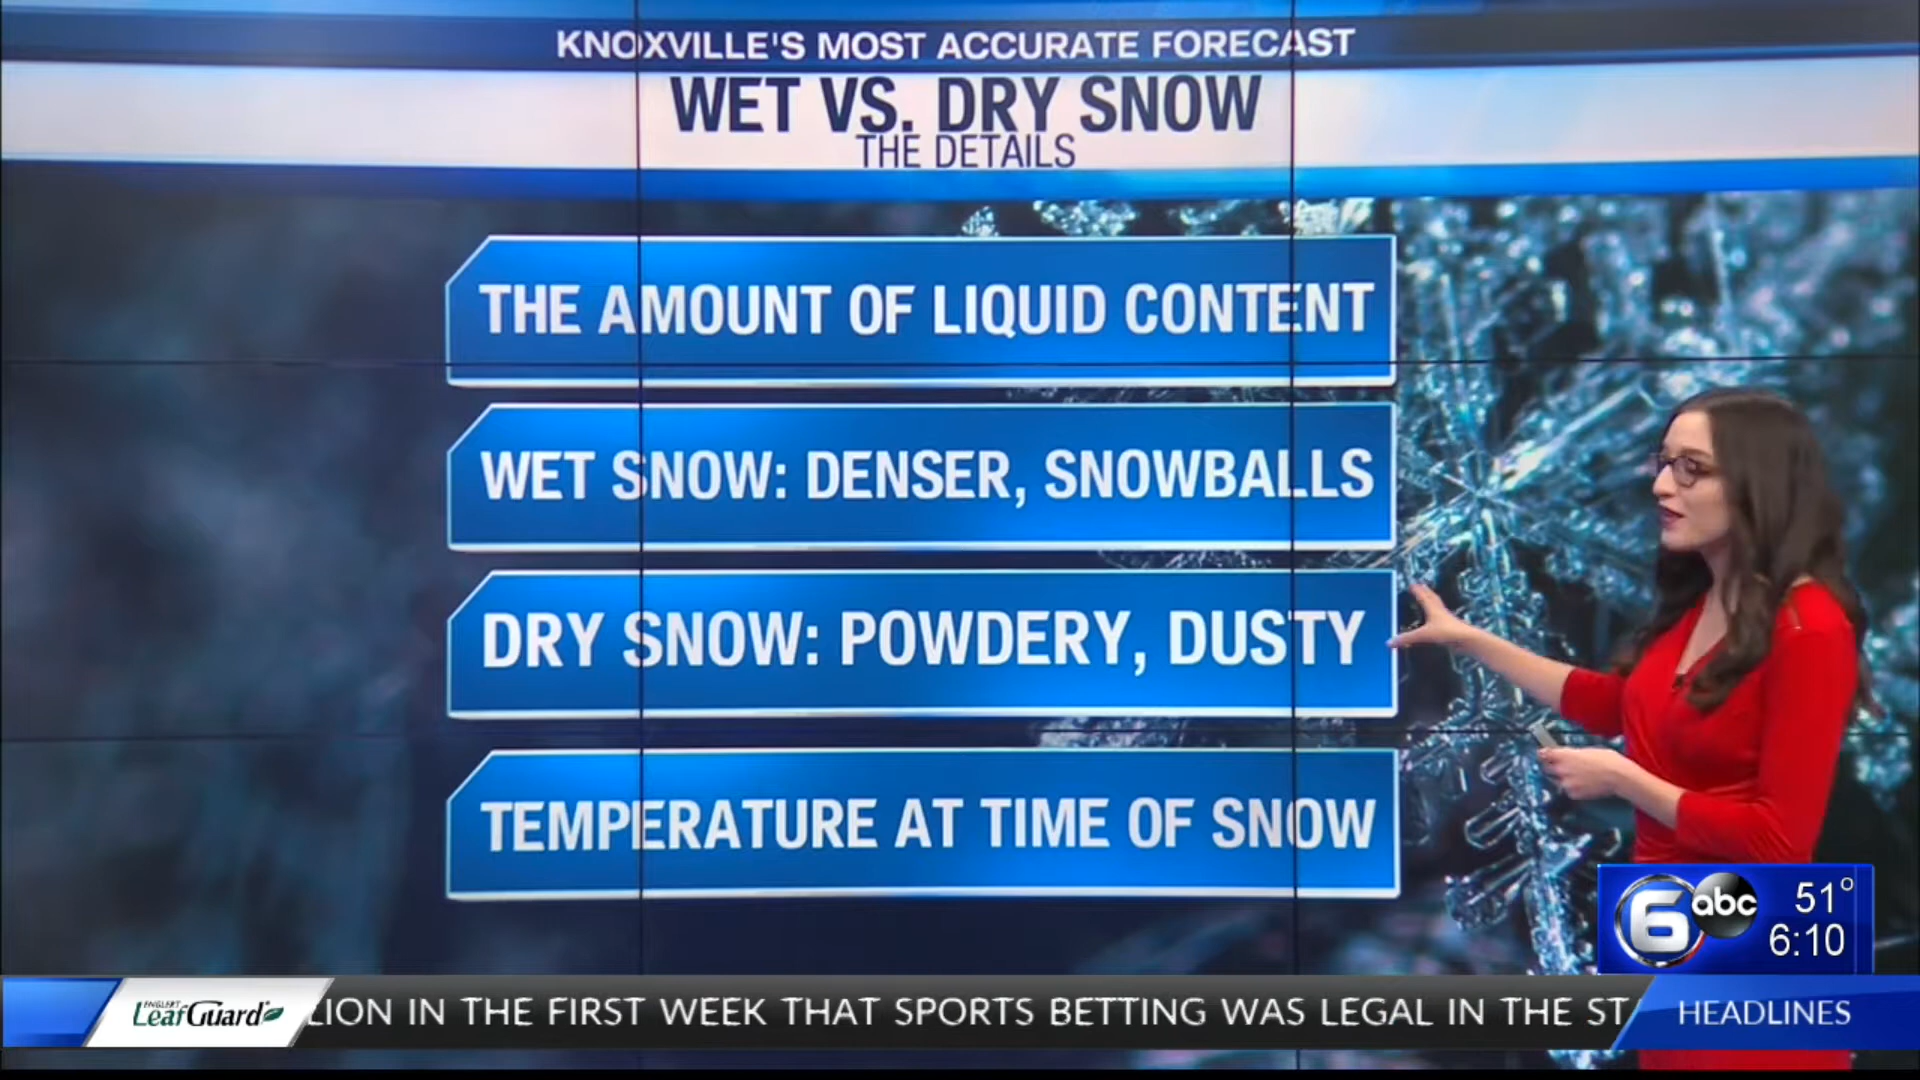 KNOXVILLE'S MOST ACCURATE FORECAST
WET VS. DRY SNOW
THE DETAILS
THE AMOUNT OF LIQUID CONTENT
WET SNOW: DENSER, SNOWBALLS
DRY SNOW: POWDERY, DUSTY
TEMPERATURE AT TIME OF SNOW
6 abc 51°
6:10
ENGLERT
LeafGuard®
LION IN THE FIRST WEEK THAT SPORTS BETTING WAS LEGAL IN THE STA
HEADLINES